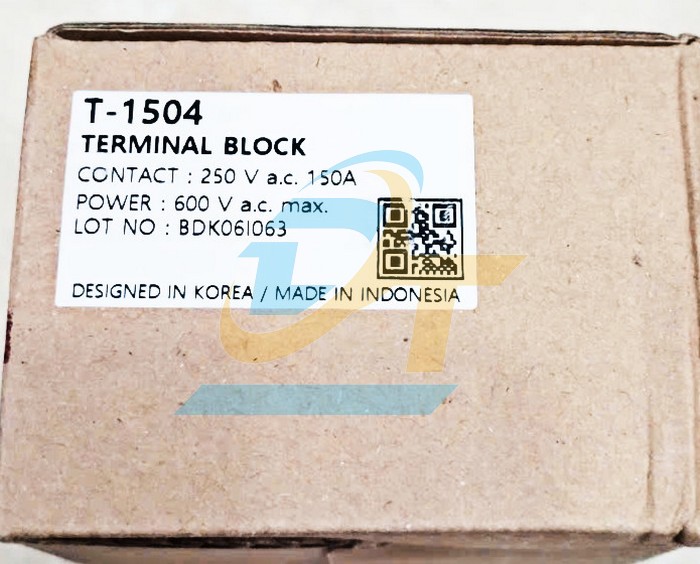 T-1504
TERMINAL BLOCK
CONTACT : 250 V a.c. 150A
POWER : 600 V a.c. max.
LOT NO : BDK06I063
DESIGNED IN KOREA / MADE IN INDONESIA